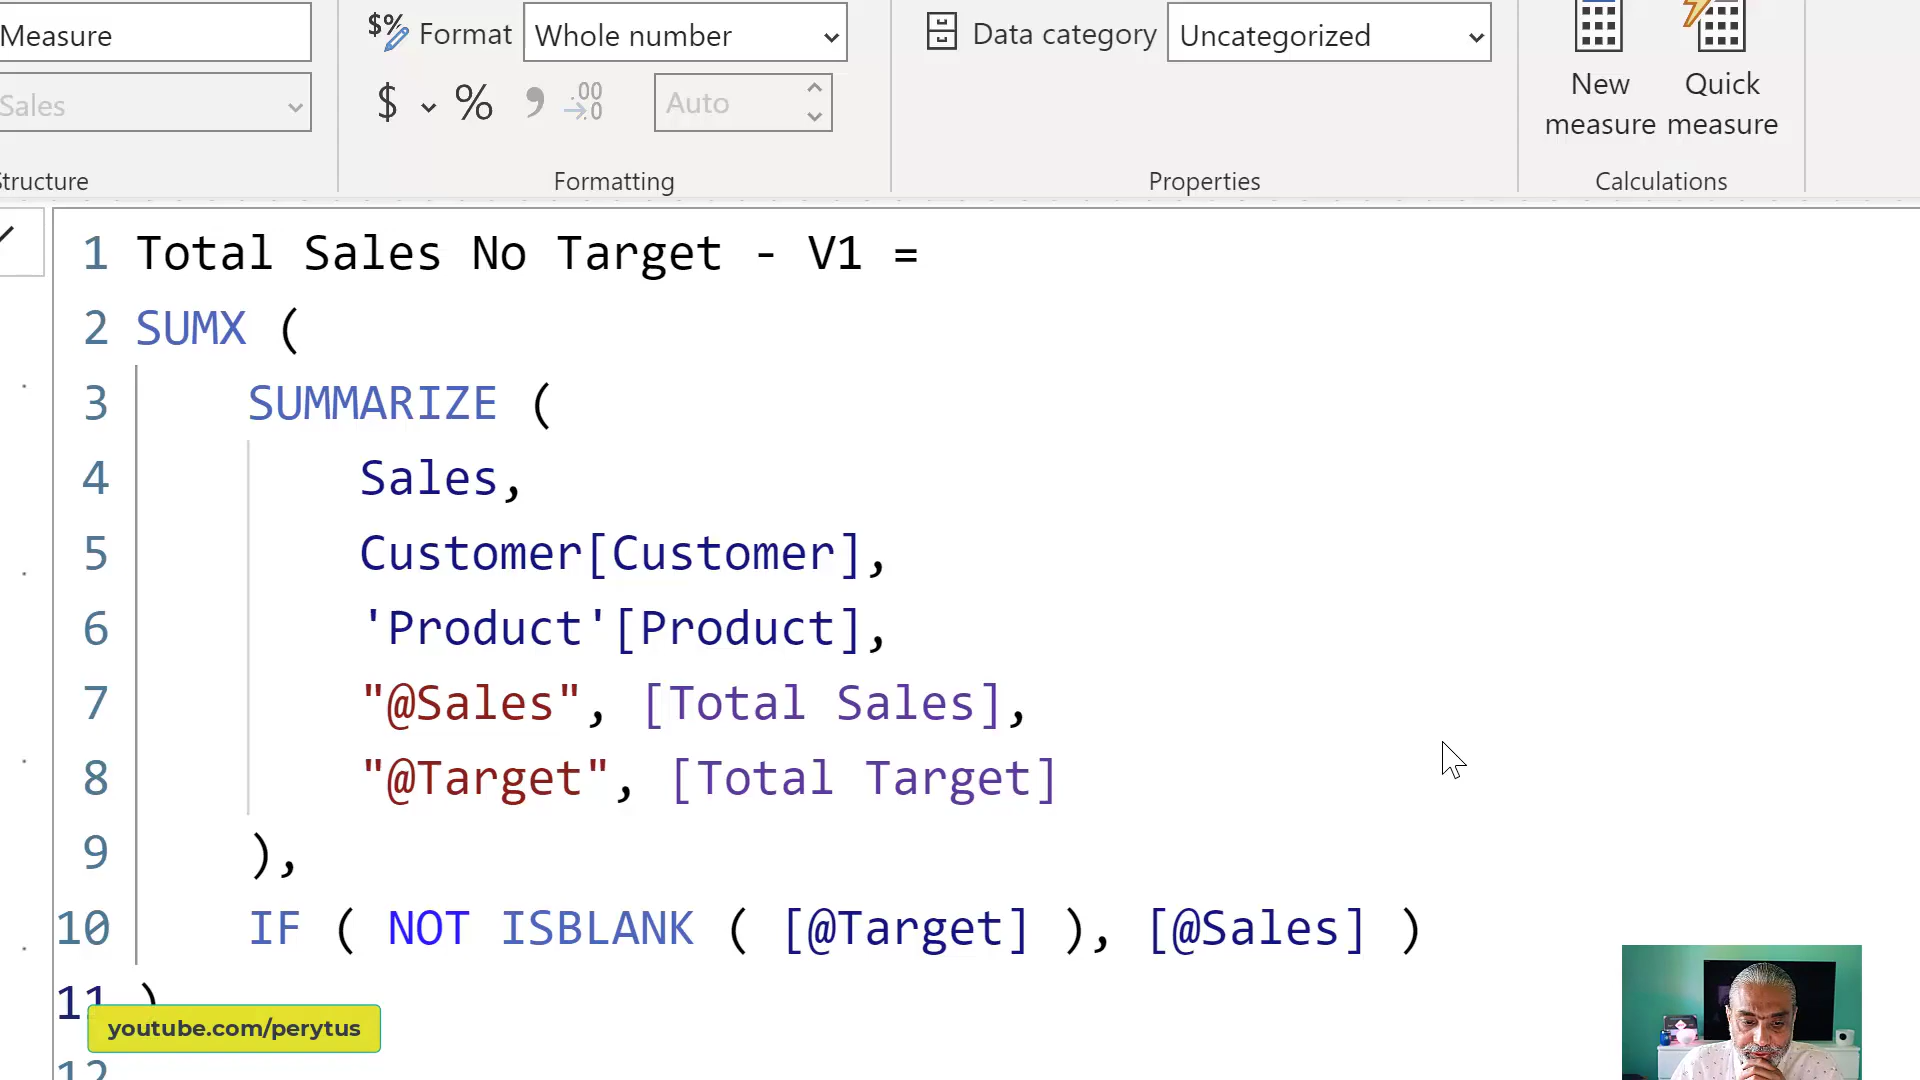 Measure
Format
Whole number
Data category
Uncategorized
New measure
Quick measure
Sales
$
%
,
.00
→.0
Auto
Structure
Formatting
Properties
Calculations
1 Total Sales No Target - V1 =
2 SUMX (
3 SUMMARIZE (
4 Sales,
5 Customer[Customer],
6 'Product'[Product],
7 "@Sales", [Total Sales],
8 "@Target", [Total Target]
9 ),
10 IF ( NOT ISBLANK ( [@Target] ), [@Sales] )
11 )
youtube.com/perytus
12